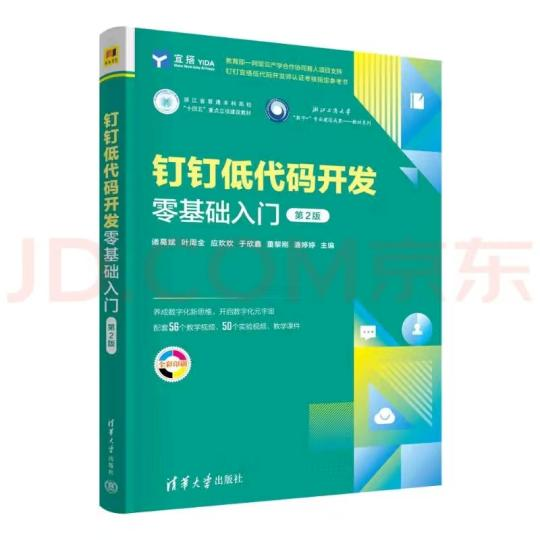 宜搭 YIDA
教育部—阿里云产学合作协同育人项目支持
钉钉宜搭低代码开发师认证考核指定参考书
浙江省普通本科高校
"十四五"重点立项建设教材
浙江工商大学
"数字+"专业建设成果——教材系列
钉钉低代码开发
零基础入门 第2版
诸葛斌 叶周全 应欢欢 于欣鑫 董黎刚 潘婷婷 主编
养成数字化新思维,开启数字化元宇宙
配套56个教学视频、50个实验视频、教学课件
全彩印刷
清华大学出版社
钉钉低代码开发零基础入门 第2版
清华大学出版社
JD.COM京东